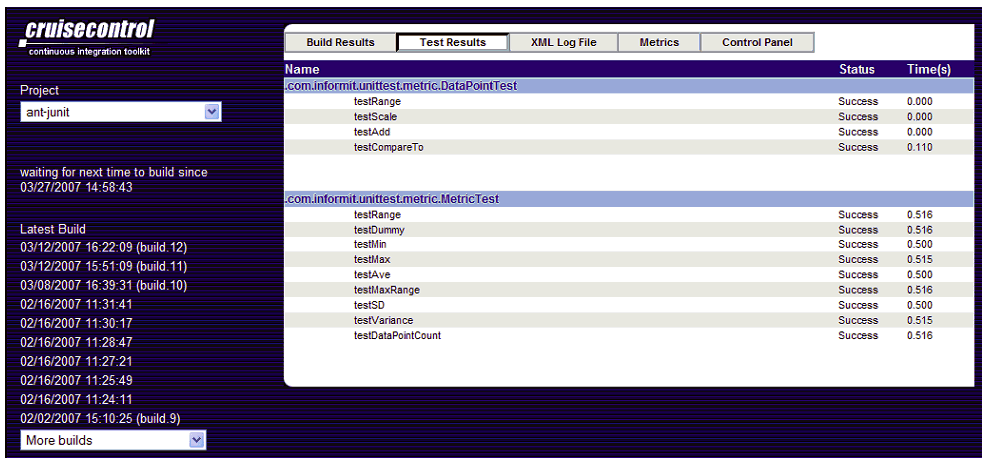 cruisecontrol
continuous integration toolkit
Project
ant-junit
waiting for next time to build since
03/27/2007 14:58:43
Latest Build
03/12/2007 16:22:09 (build.12)
03/12/2007 15:51:09 (build.11)
03/08/2007 16:39:31 (build.10)
02/16/2007 11:31:41
02/16/2007 11:30:17
02/16/2007 11:28:47
02/16/2007 11:27:21
02/16/2007 11:25:49
02/16/2007 11:24:11
02/02/2007 15:10:25 (build.9)
More builds
Build Results Test Results XML Log File Metrics Control Panel
Name Status Time(s)
.com.informit.unittest.metric.DataPointTest
testRange Success 0.000
testScale Success 0.000
testAdd Success 0.000
testCompareTo Success 0.110
.com.informit.unittest.metric.MetricTest
testRange Success 0.516
testDummy Success 0.516
testMin Success 0.500
testMax Success 0.515
testAve Success 0.500
testMaxRange Success 0.516
testSD Success 0.500
testVariance Success 0.515
testDataPointCount Success 0.516